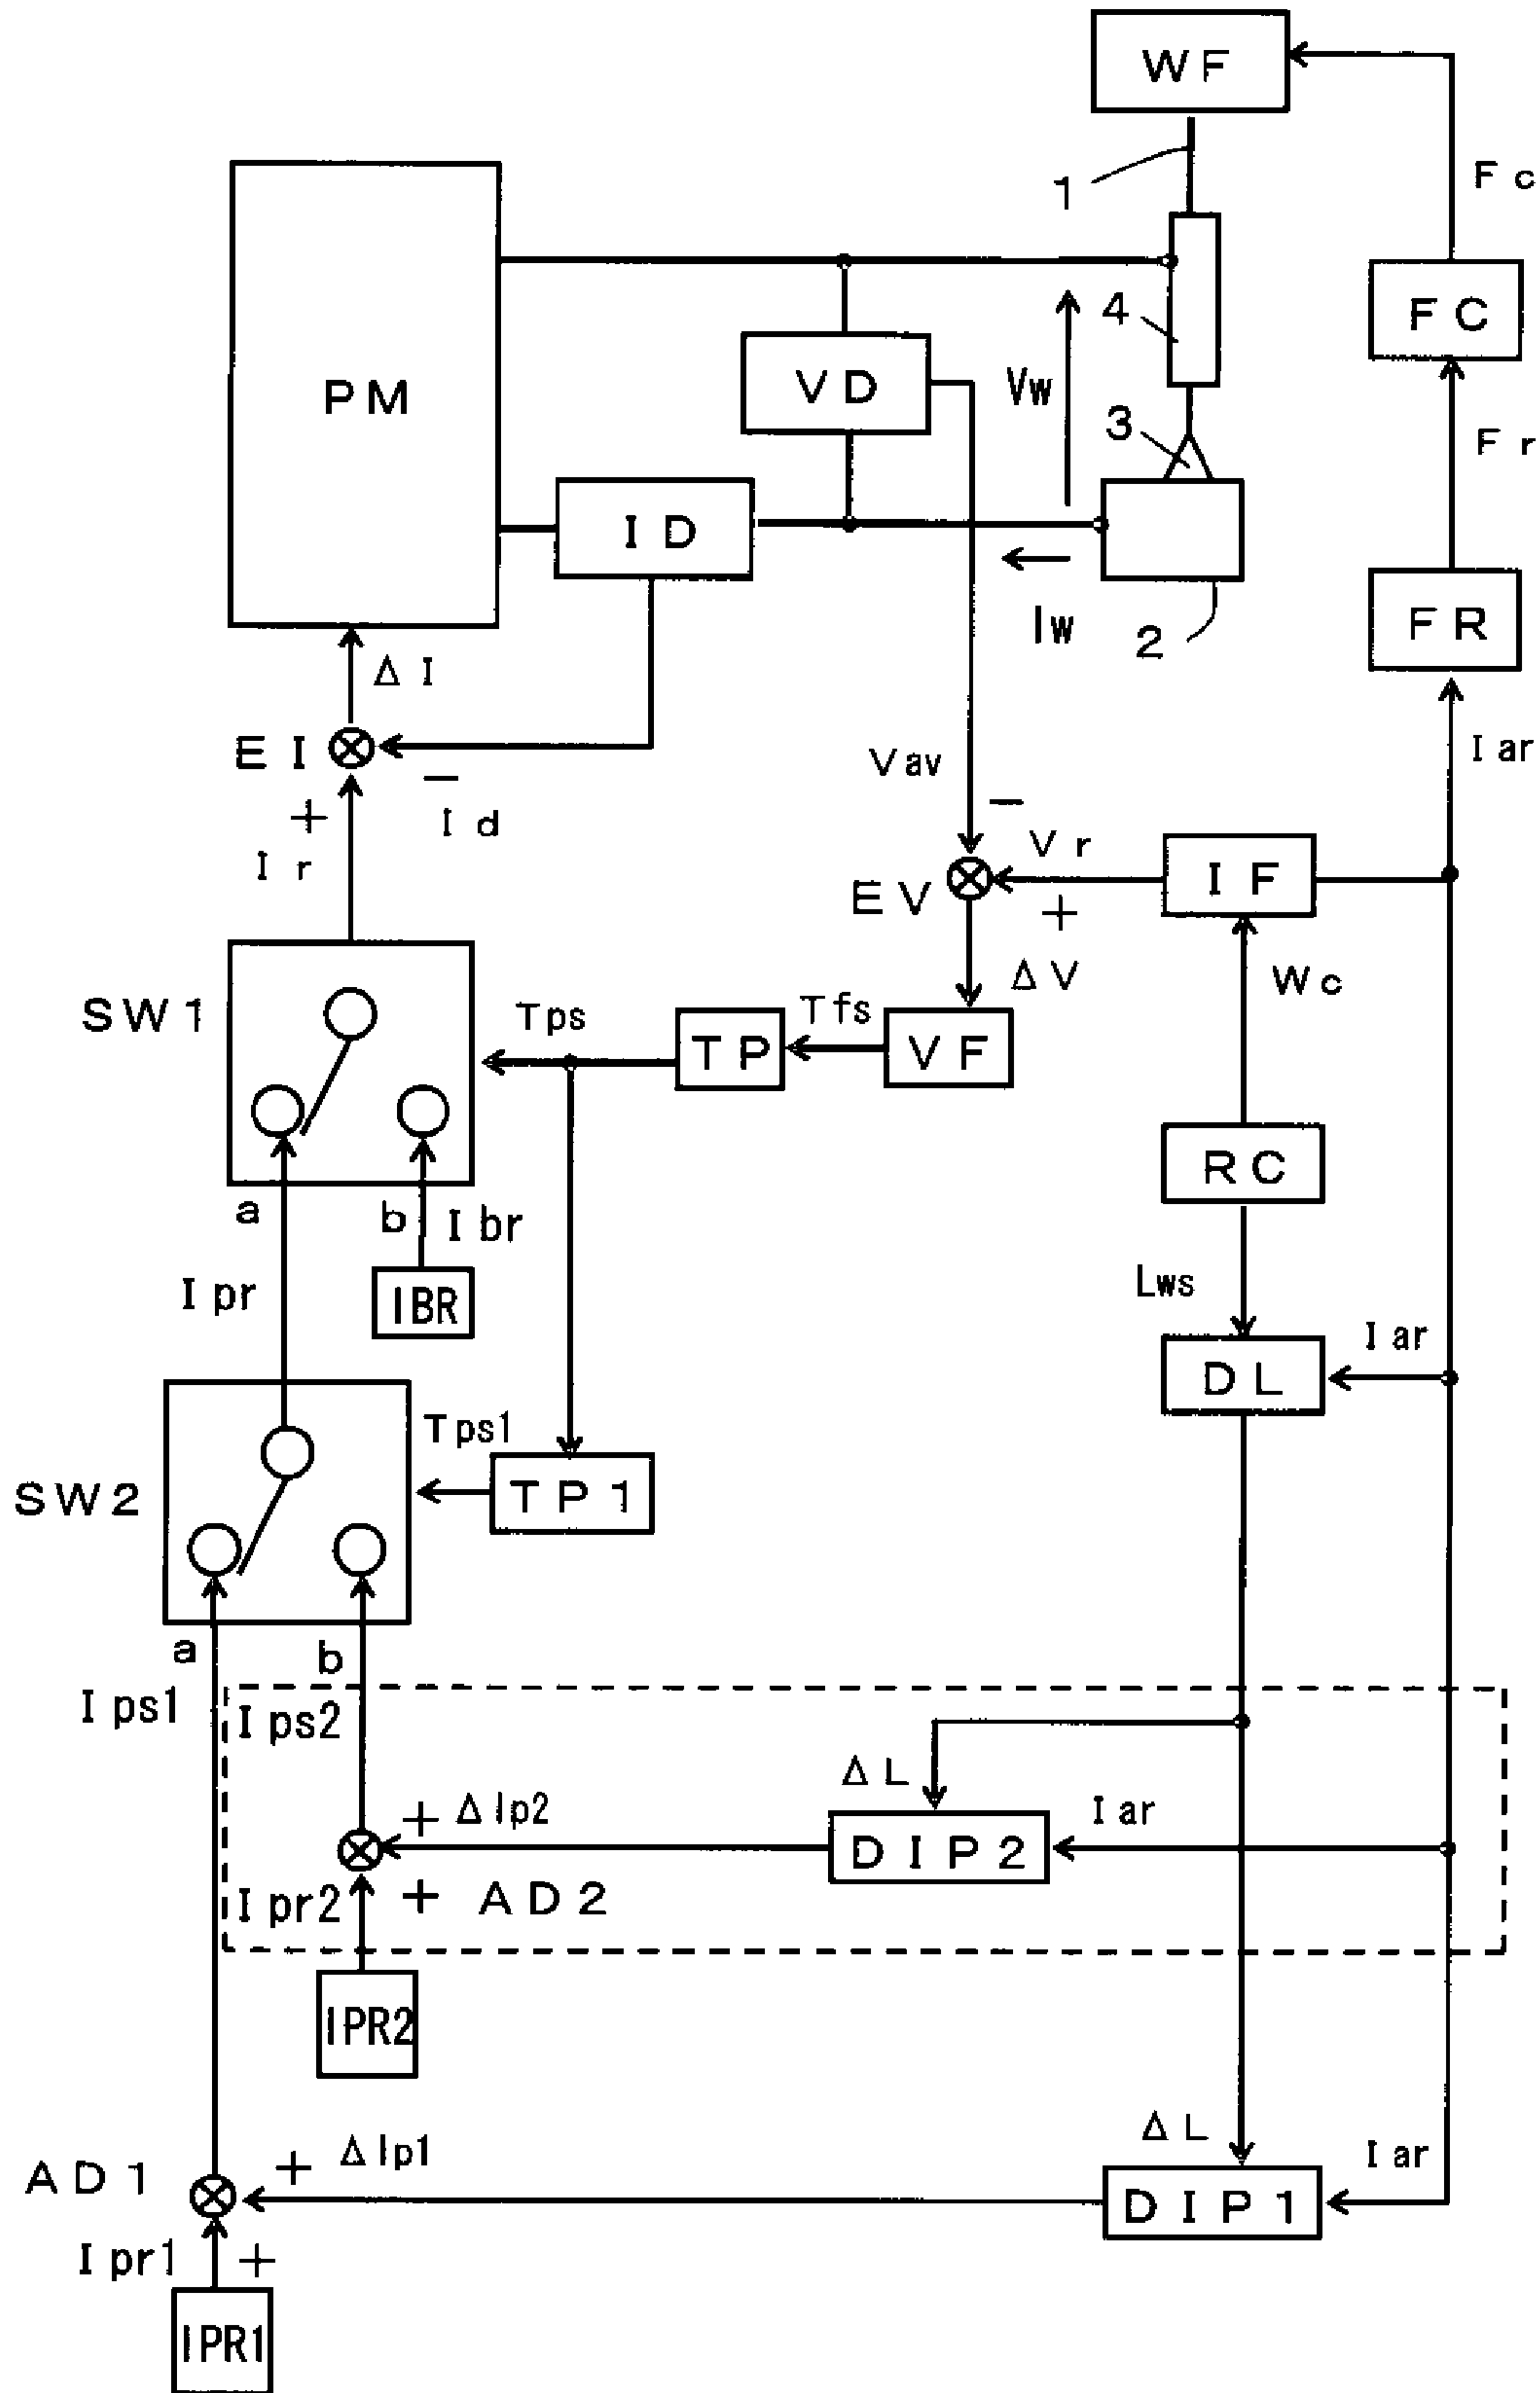 WF
1
Fc
PM
4
FC
VD
Vw
3
Fr
ID
Iw
2
FR
ΔI
EI
−
Vav
Iar
+
Id
−
Ir
Vr
IF
EV
+
ΔV
Wc
SW1
Tps
TP
Tfs
VF
RC
a
b
Ibr
Ipr
IBR
Lws
Iar
DL
Tps1
SW2
TP1
a
b
Ips1
Ips2
ΔL
+ ΔIp2
Iar
DIP2
Ipr2
+ AD2
IPR2
ΔL
Iar
AD1
+ ΔIp1
DIP1
Ipr1
+
IPR1